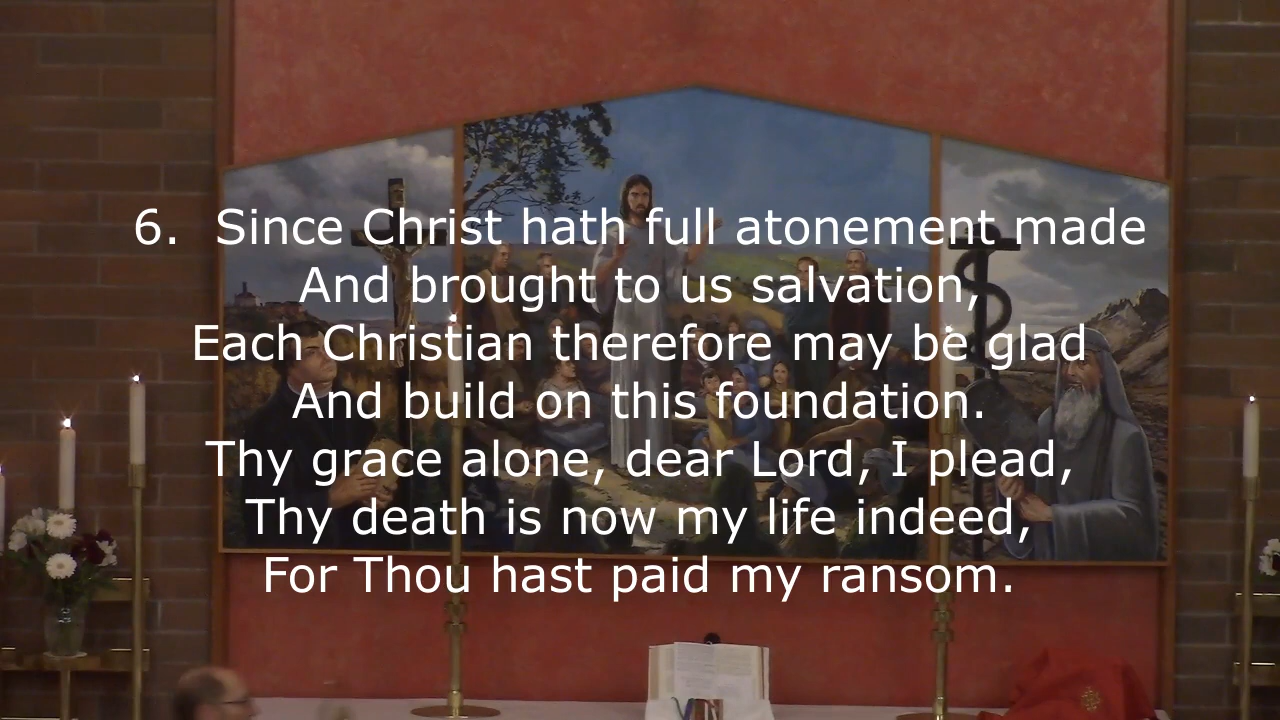 6.  Since Christ hath full atonement made
And brought to us salvation,
Each Christian therefore may be glad
And build on this foundation.
Thy grace alone, dear Lord, I plead,
Thy death is now my life indeed,
For Thou hast paid my ransom.